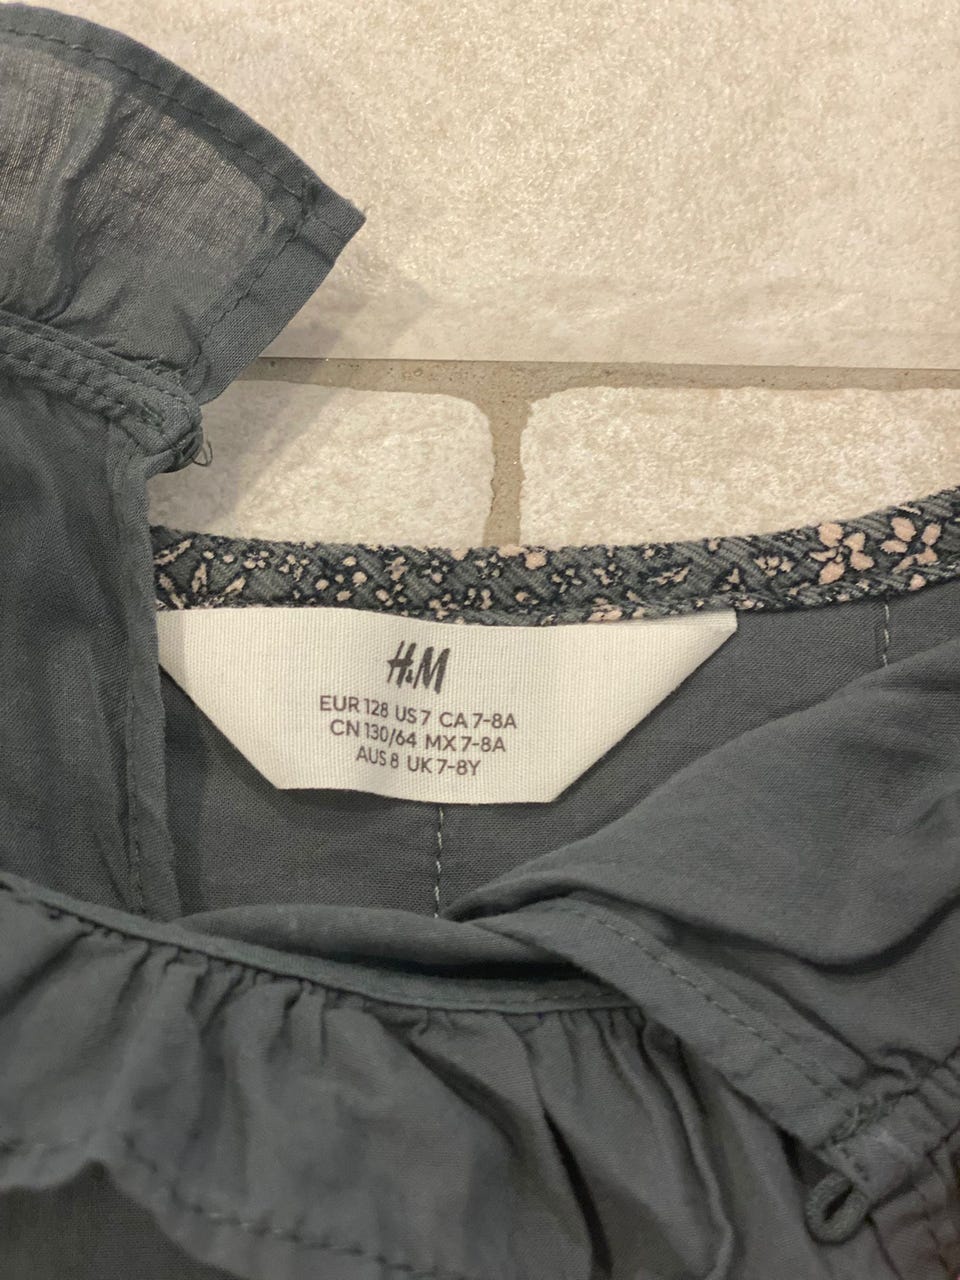 H&M
EUR 128 US 7 CA 7-8A
CN 130/64 MX 7-8A
AUS 8 UK 7-8Y